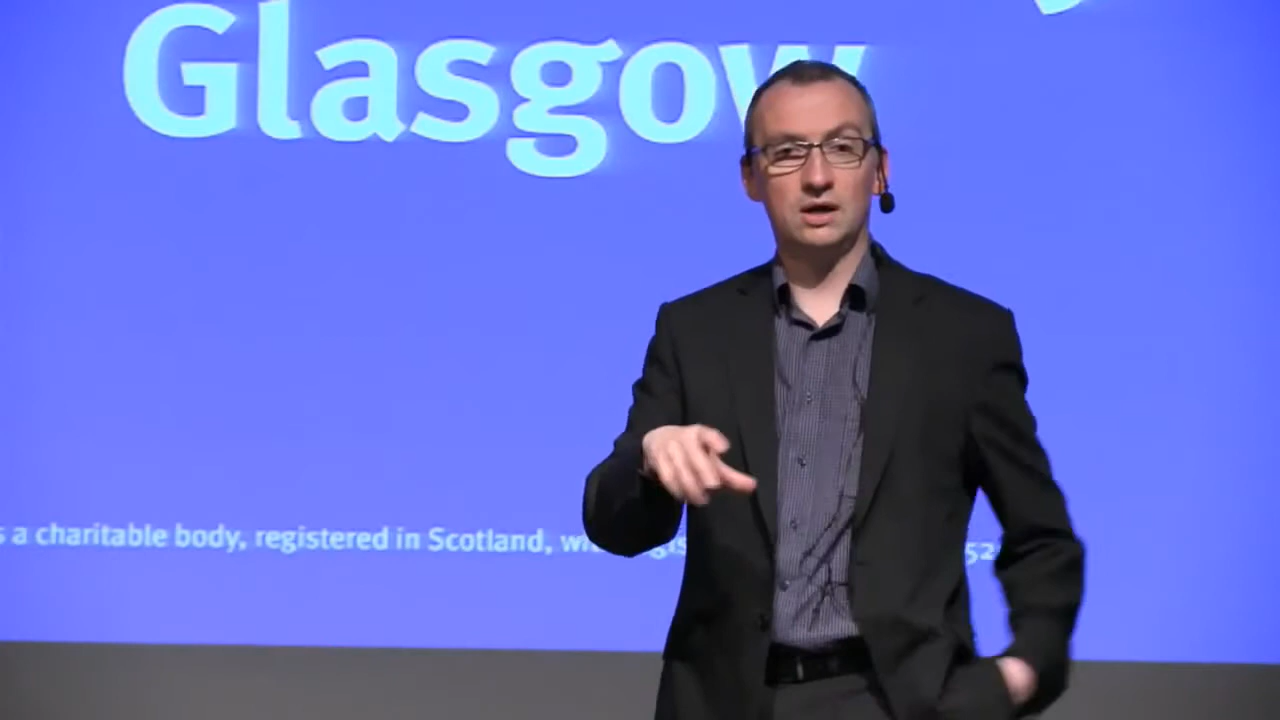 Glasgow
a charitable body, registered in Scotland,